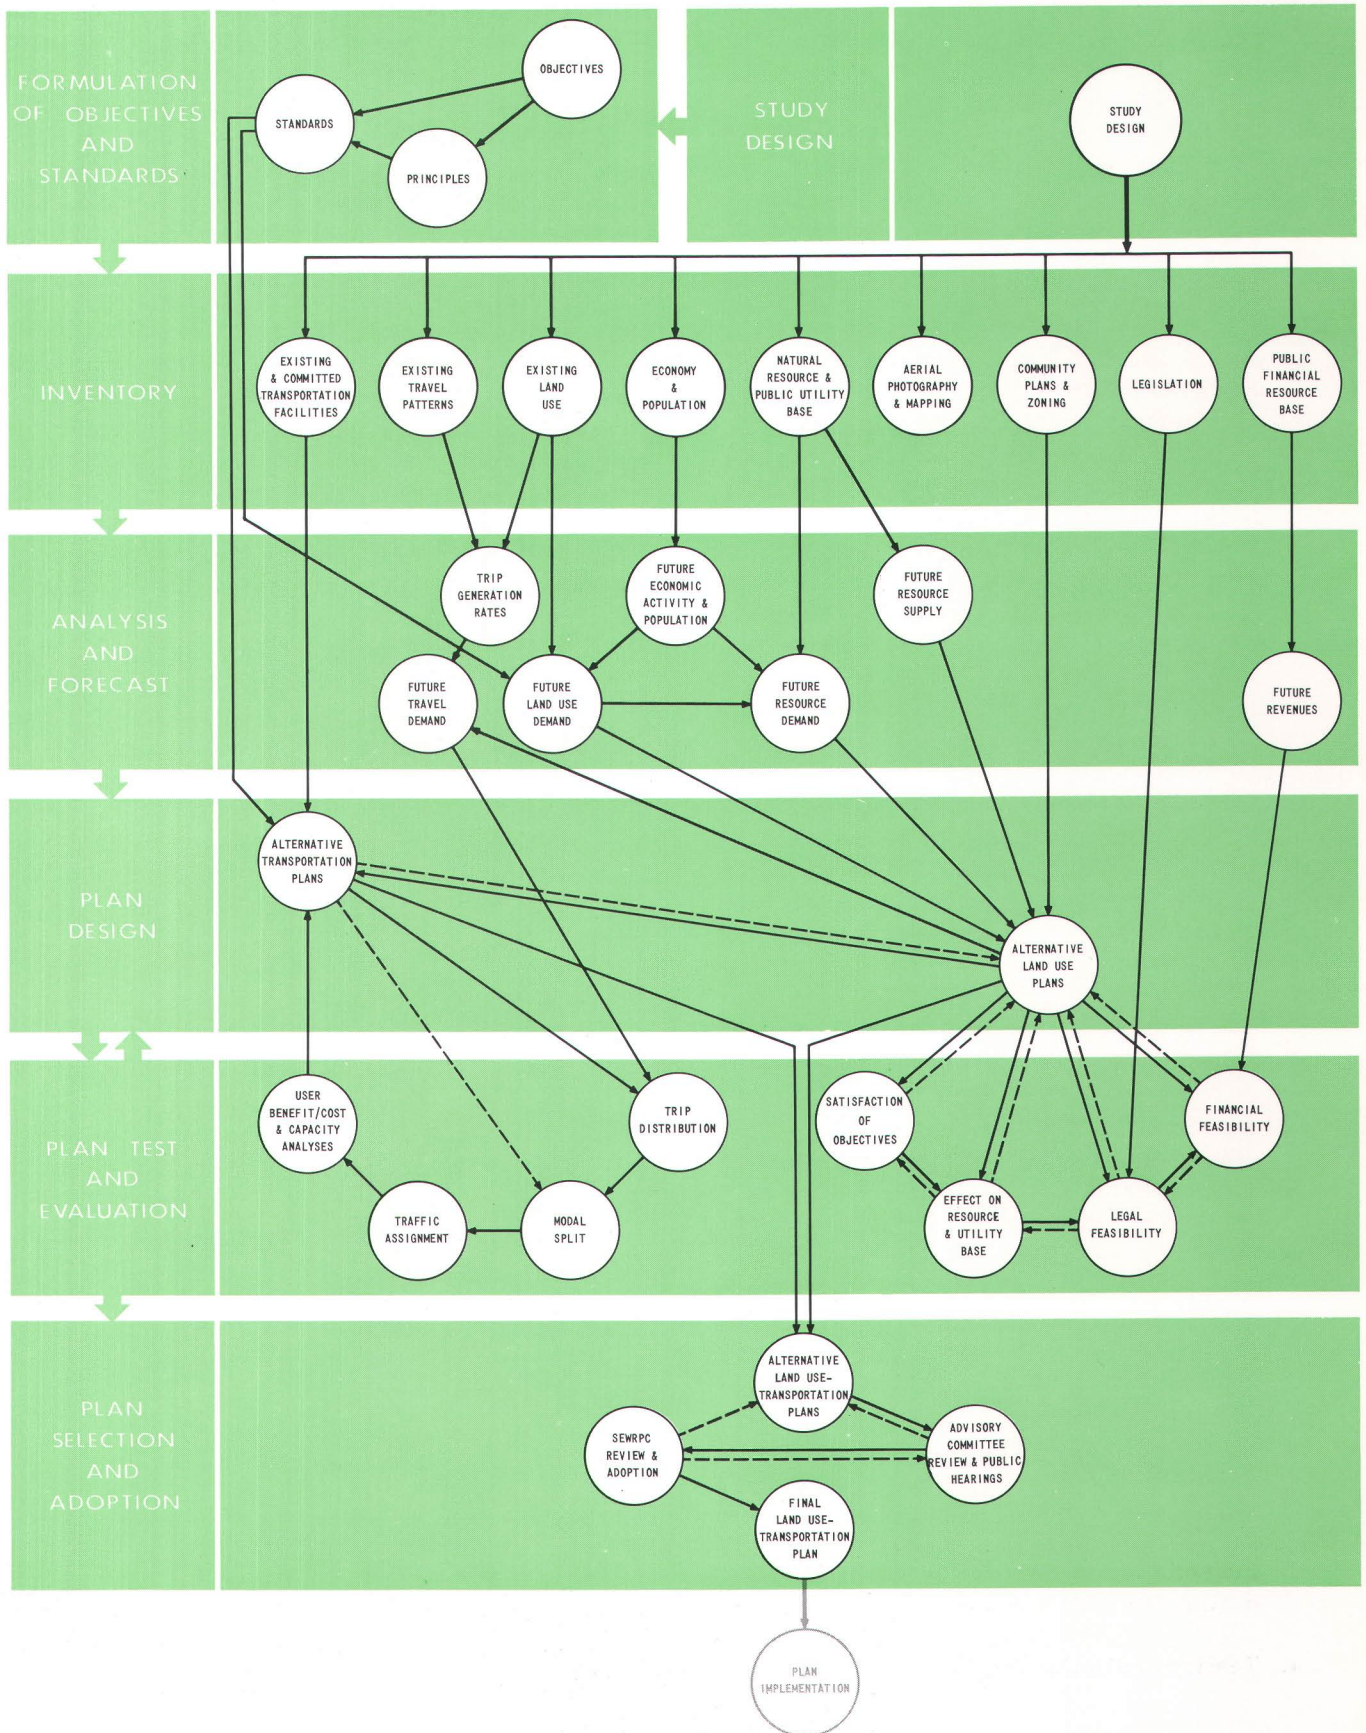 FORMULATION
OF OBJECTIVES
AND
STANDARDS
OBJECTIVES
STANDARDS
PRINCIPLES
STUDY
DESIGN
STUDY
DESIGN
INVENTORY
EXISTING
& COMMITTED
TRANSPORTATION
FACILITIES
EXISTING
TRAVEL
PATTERNS
EXISTING
LAND
USE
ECONOMY
&
POPULATION
NATURAL
RESOURCE &
PUBLIC UTILITY
BASE
AERIAL
PHOTOGRAPHY
& MAPPING
COMMUNITY
PLANS &
ZONING
LEGISLATION
PUBLIC
FINANCIAL
RESOURCE
BASE
ANALYSIS
AND
FORECAST
TRIP
GENERATION
RATES
FUTURE
ECONOMIC
ACTIVITY &
POPULATION
FUTURE
RESOURCE
SUPPLY
FUTURE
TRAVEL
DEMAND
FUTURE
LAND USE
DEMAND
FUTURE
RESOURCE
DEMAND
FUTURE
REVENUES
PLAN
DESIGN
ALTERNATIVE
TRANSPORTATION
PLANS
ALTERNATIVE
LAND USE
PLANS
PLAN TEST
AND
EVALUATION
USER
BENEFIT/COST
& CAPACITY
ANALYSES
TRIP
DISTRIBUTION
SATISFACTION
OF
OBJECTIVES
FINANCIAL
FEASIBILITY
TRAFFIC
ASSIGNMENT
MODAL
SPLIT
EFFECT ON
RESOURCE
& UTILITY
BASE
LEGAL
FEASIBILITY
PLAN
SELECTION
AND
ADOPTION
ALTERNATIVE
LAND USE-
TRANSPORTATION
PLANS
SEWRPC
REVIEW &
ADOPTION
ADVISORY
COMMITTEE
REVIEW & PUBLIC
HEARINGS
FINAL
LAND USE-
TRANSPORTATION
PLAN
PLAN
IMPLEMENTATION